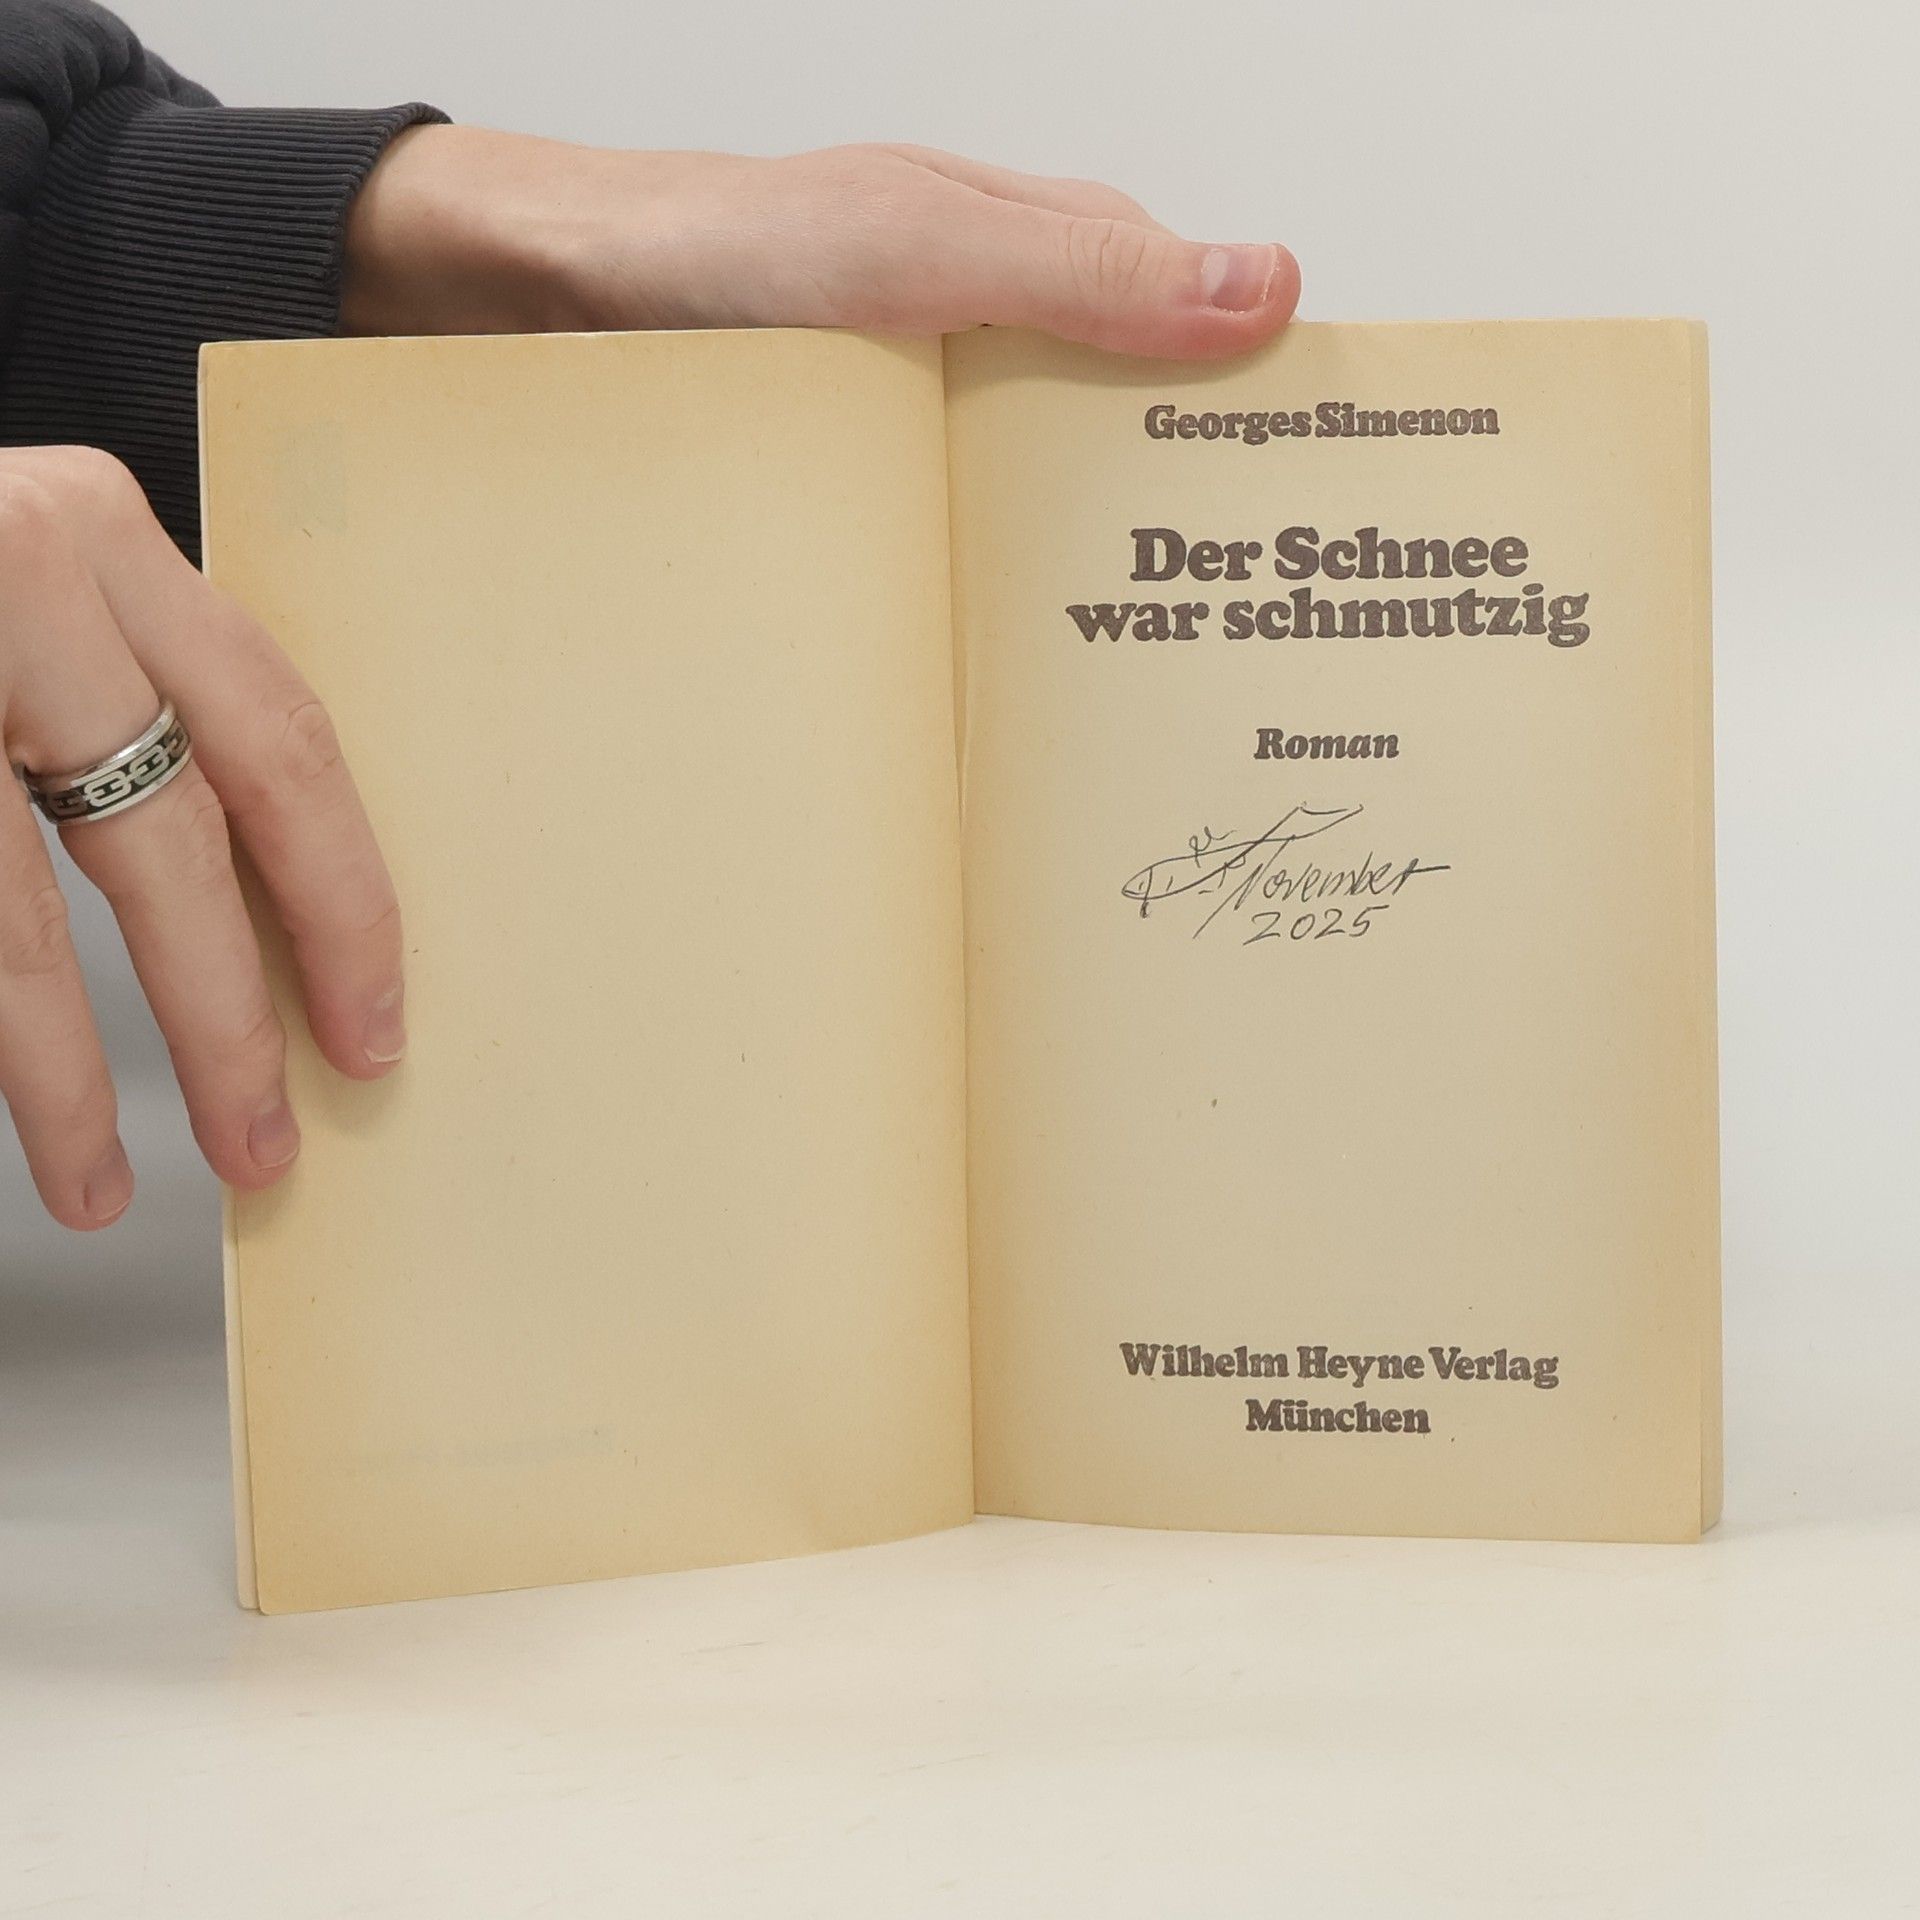 Georges Simenon
Der Schnee
war schmutzig
Roman
November
2025
Wilhelm Heyne Verlag
München